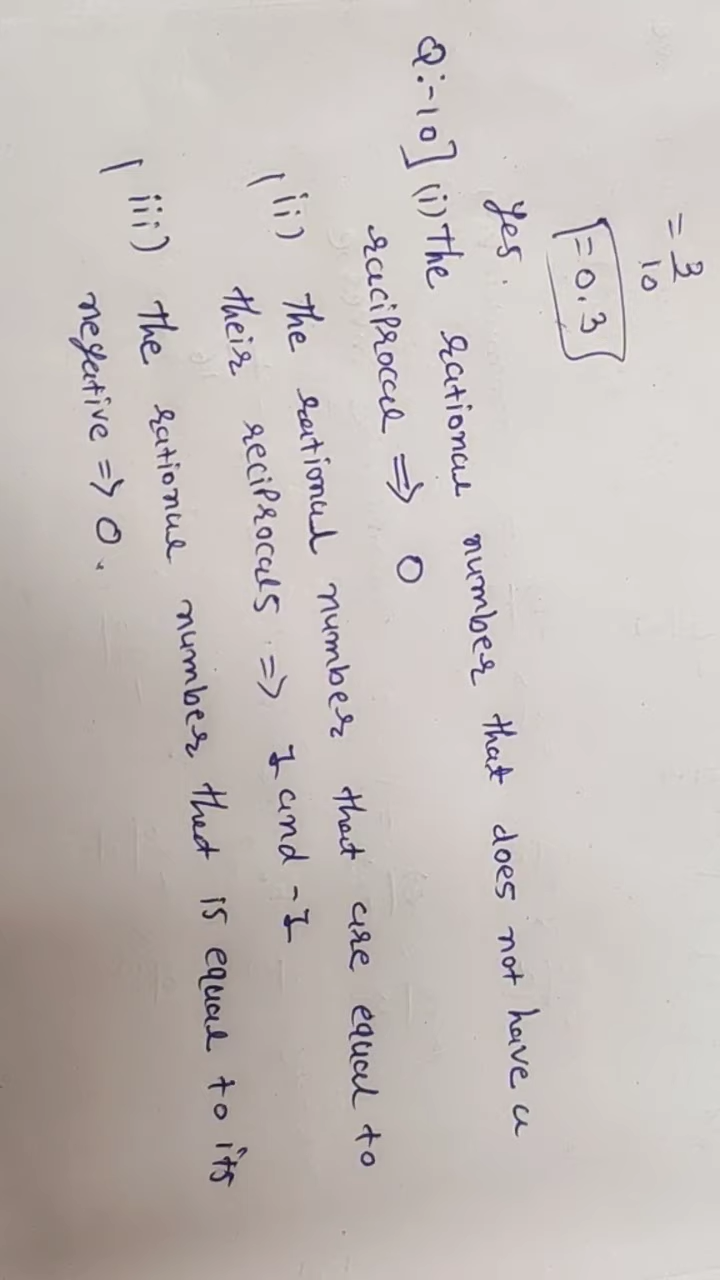 = 3/10
= 0.3
Yes.
Q:-10] (i) The rational number that does not have a
raciprocal => 0
(ii) The rational number that are equal to
their reciprocals => 1 and -1
(iii) The rational number that is equal to its
negative => 0.